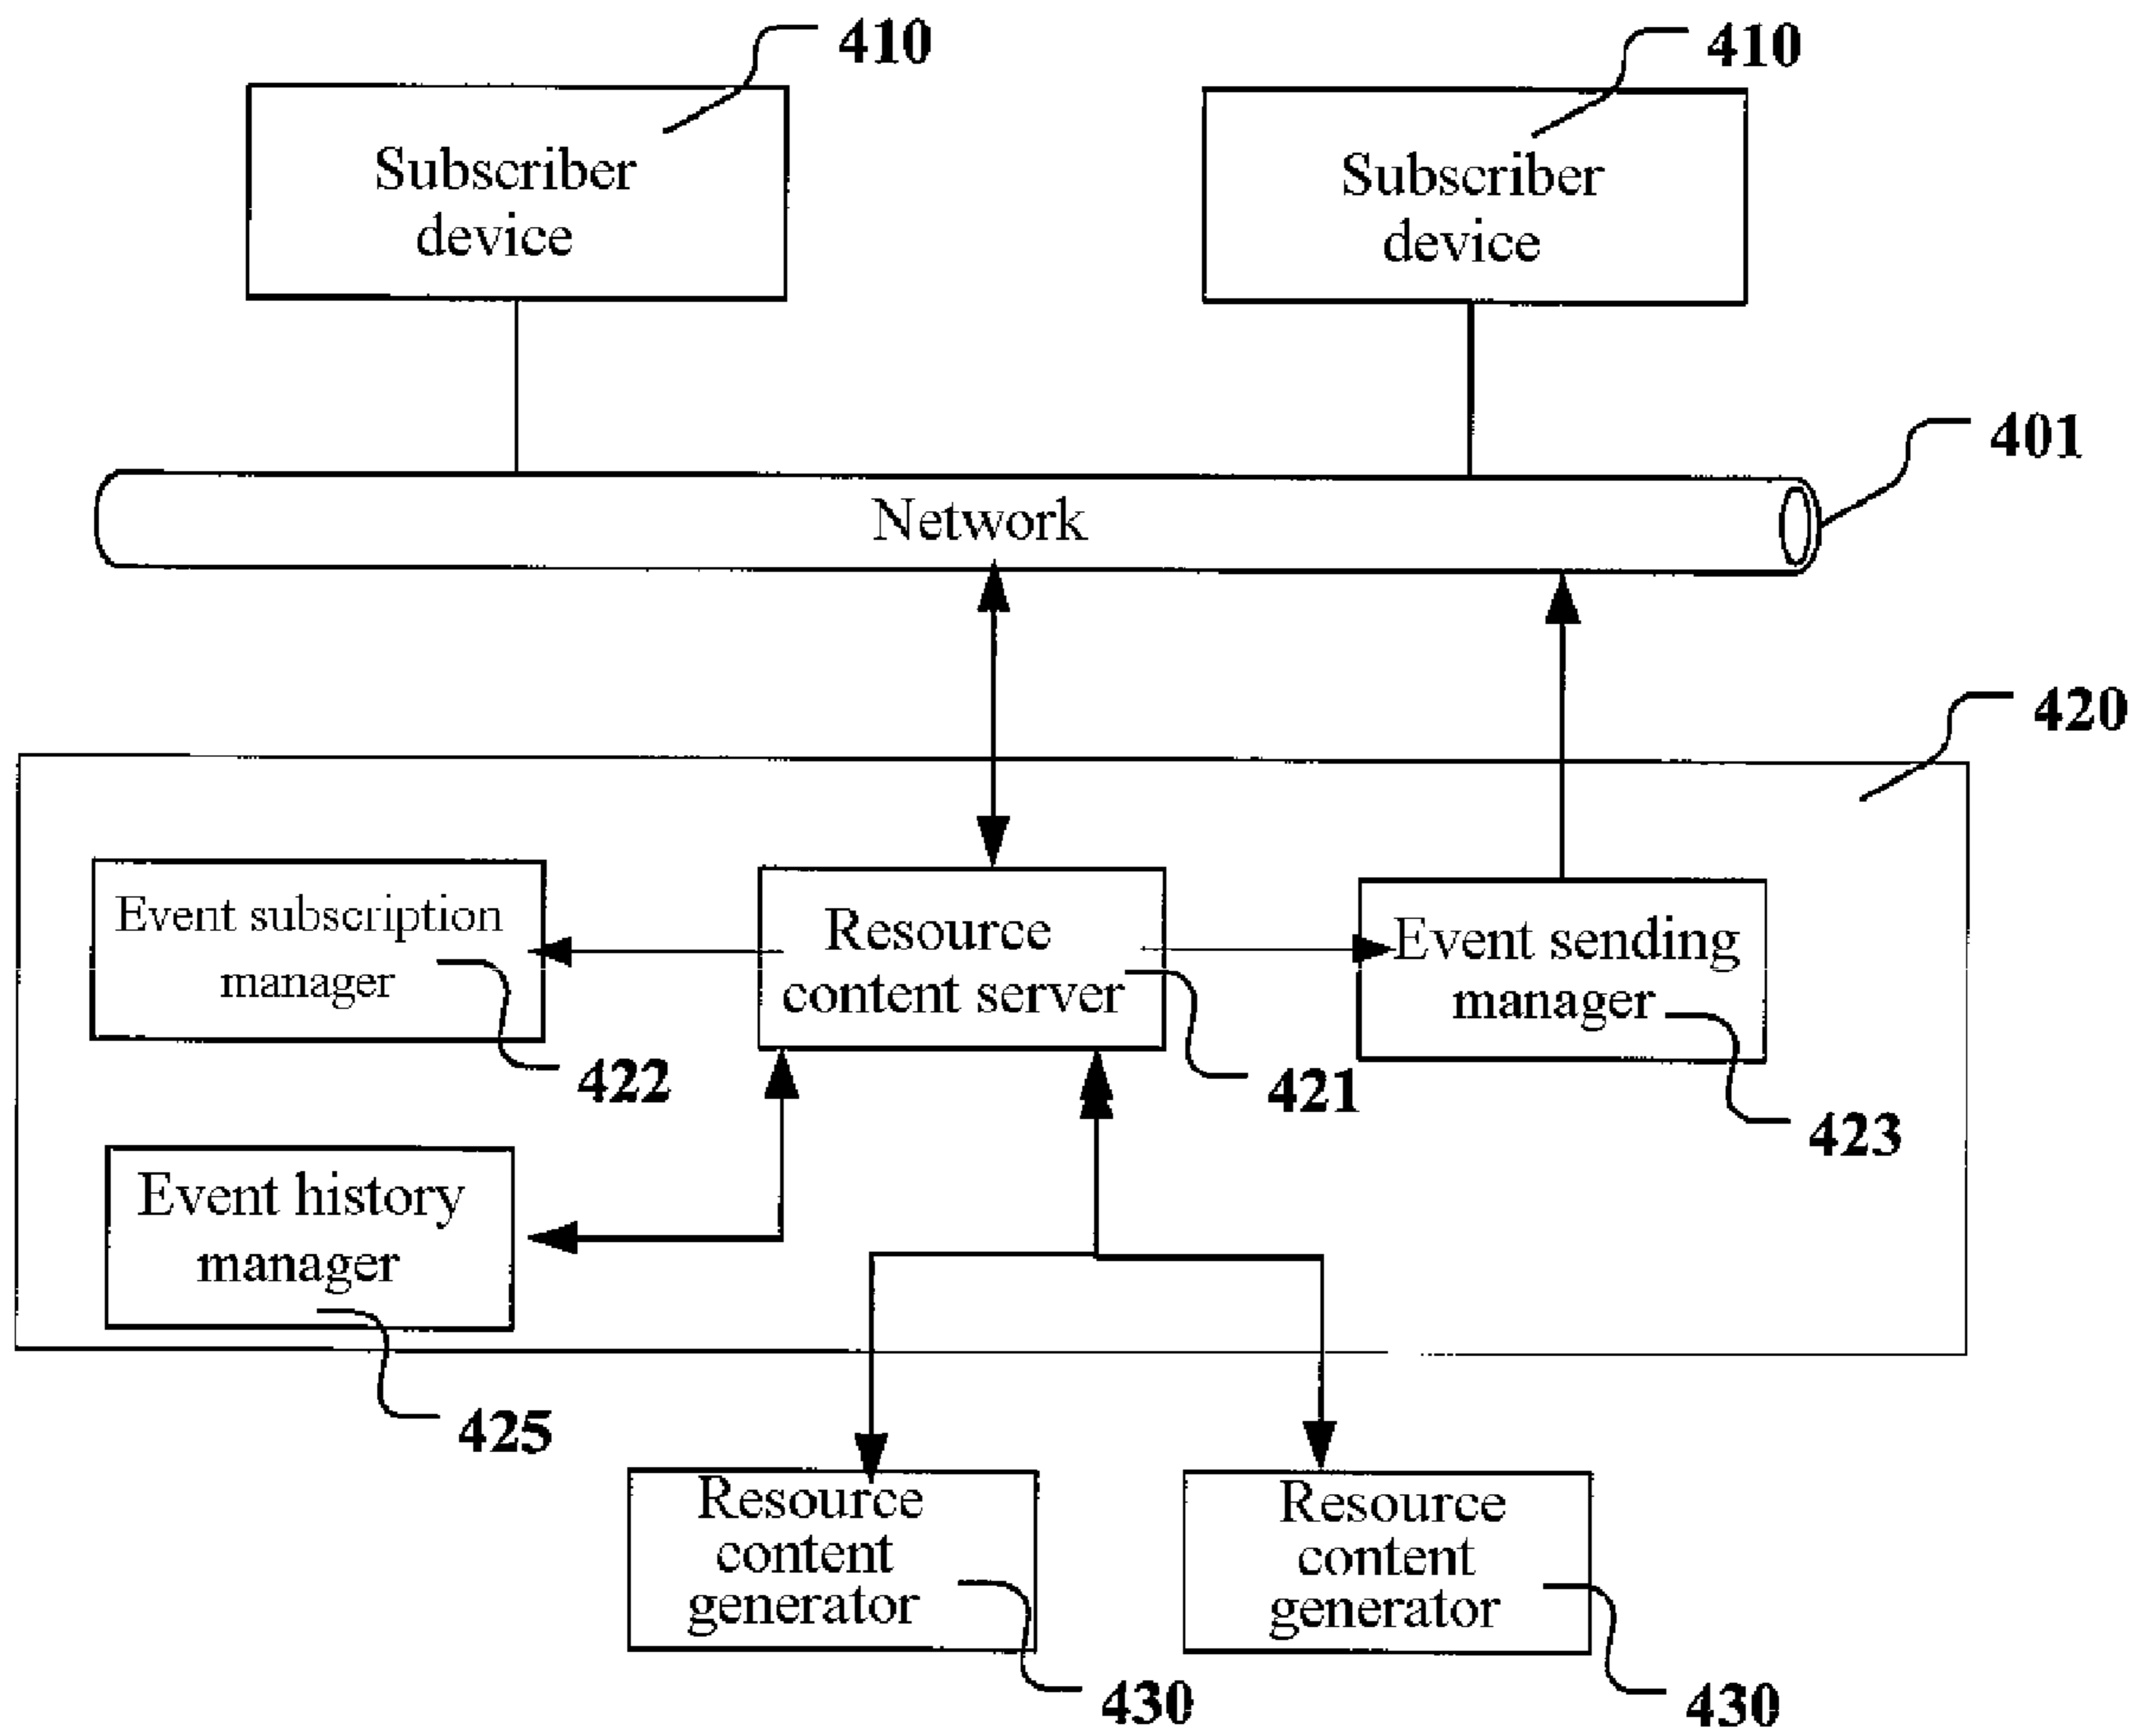 410
410
Subscriber
device
Subscriber
device
401
Network
420
Event subscription
manager
Resource
content server
Event sending
manager
422
421
423
Event history
manager
425
Resource
content
generator
Resource
content
generator
430
430